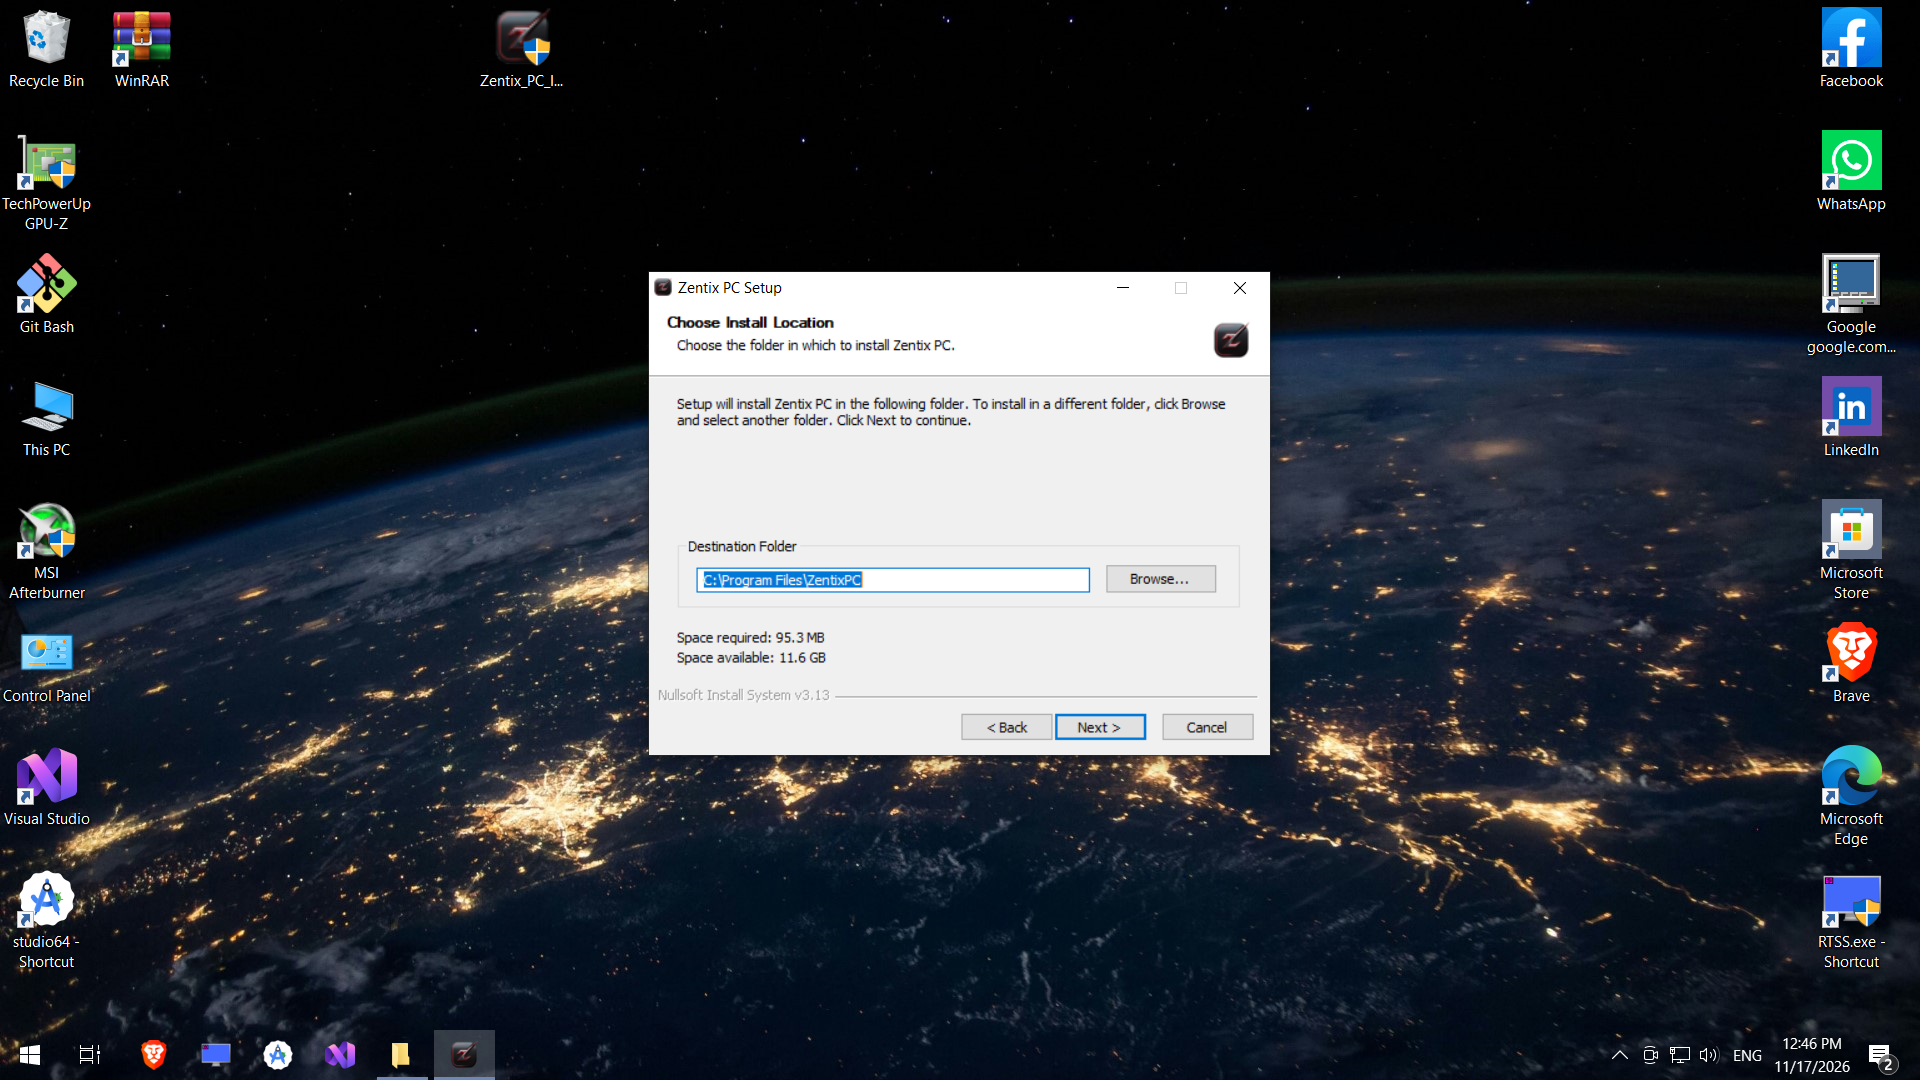 Recycle Bin
WinRAR
Zentix_PC_I...
Facebook
TechPowerUp
GPU-Z
WhatsApp
Git Bash
Google
google.com...
This PC
LinkedIn
MSI
Afterburner
Microsoft
Store
Control Panel
Brave
Visual Studio
Microsoft
Edge
studio64 -
Shortcut
RTSS.exe -
Shortcut
Zentix PC Setup
Choose Install Location
Choose the folder in which to install Zentix PC.
Setup will install Zentix PC in the following folder. To install in a different folder, click Browse
and select another folder. Click Next to continue.
Destination Folder
C:\Program Files\ZentixPC
Browse...
Space required: 95.3 MB
Space available: 11.6 GB
Nullsoft Install System v3.13
< Back
Next >
Cancel
ENG
12:46 PM
11/17/2026
2